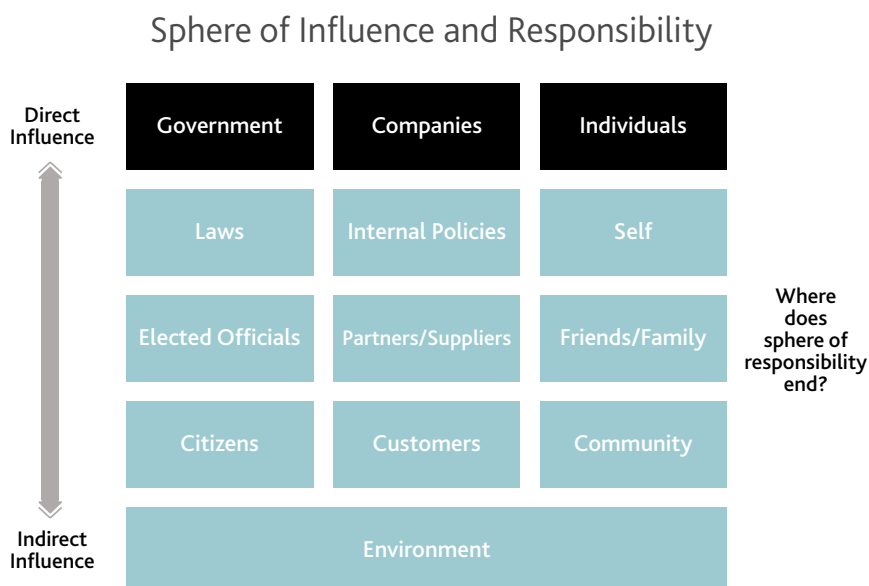 Sphere of Influence and Responsibility
Direct
Influence
Government
Companies
Individuals
Laws
Internal Policies
Self
Elected Officials
Partners/Suppliers
Friends/Family
Where
does
sphere of
responsibility
end?
Citizens
Customers
Community
Indirect
Influence
Environment